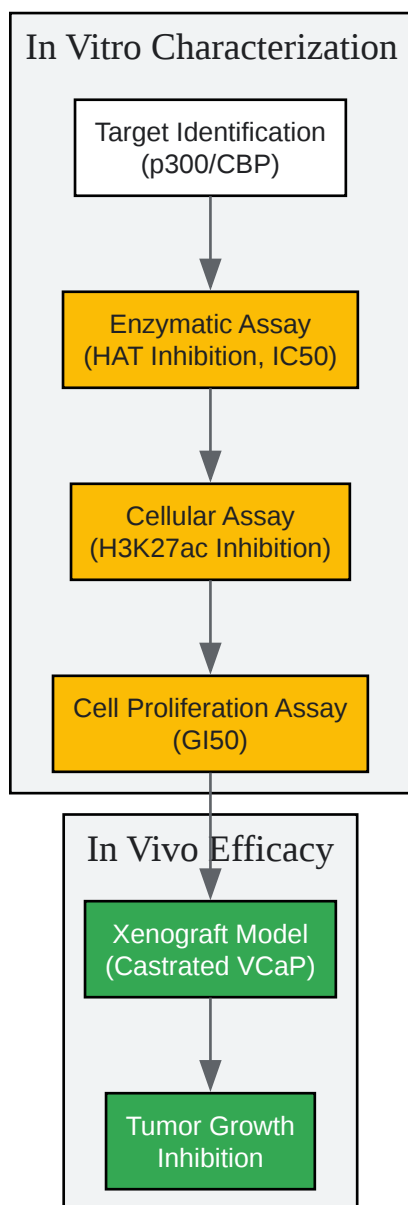 In Vitro Characterization
Target Identification
(p300/CBP)
Enzymatic Assay
(HAT Inhibition, IC50)
Cellular Assay
(H3K27ac Inhibition)
Cell Proliferation Assay
(GI50)
In Vivo Efficacy
Xenograft Model
(Castrated VCaP)
Tumor Growth
Inhibition